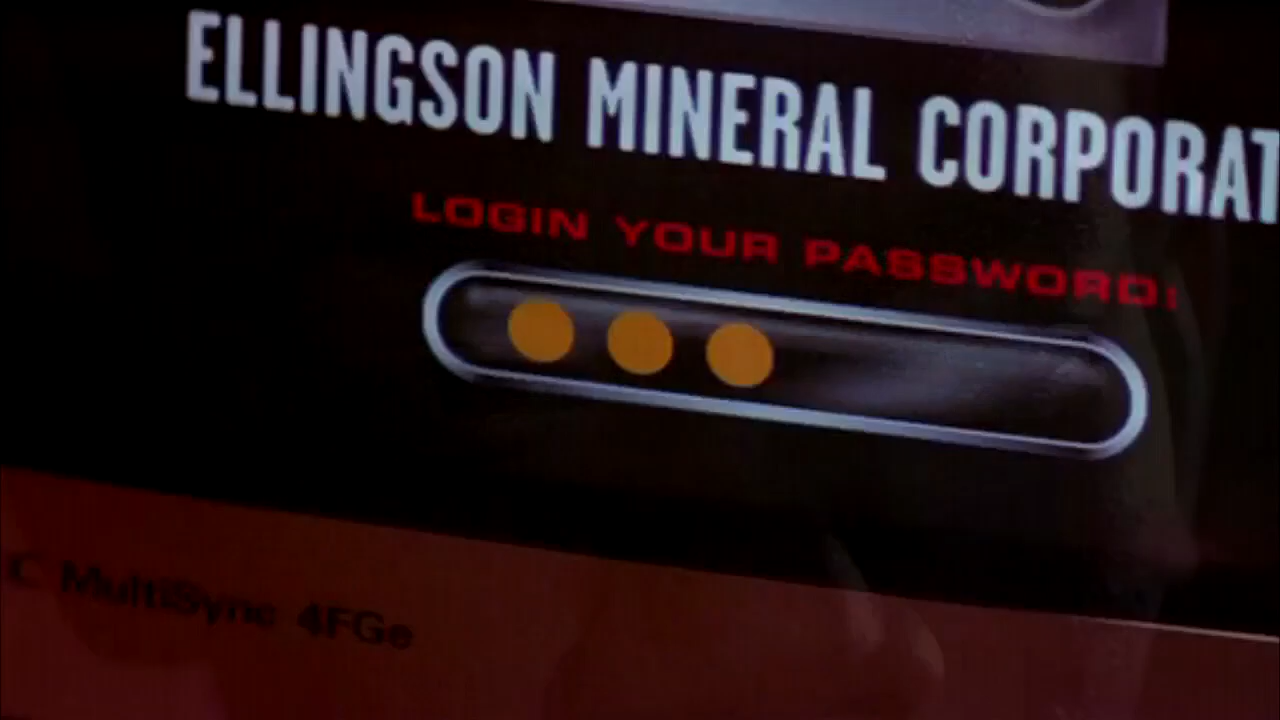 ELLINGSON MINERAL CORPORAT
LOGIN YOUR PASSWORD:
C MultiSync 4FGe